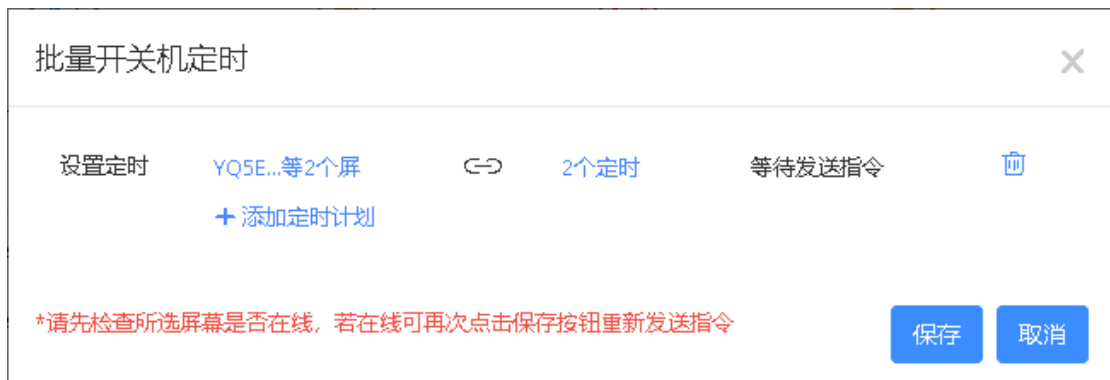 批量开关机定时
设置定时 YQ5E...等2个屏 2个定时 等待发送指令
+ 添加定时计划
*请先检查所选屏幕是否在线，若在线可再次点击保存按钮重新发送指令
保存 取消